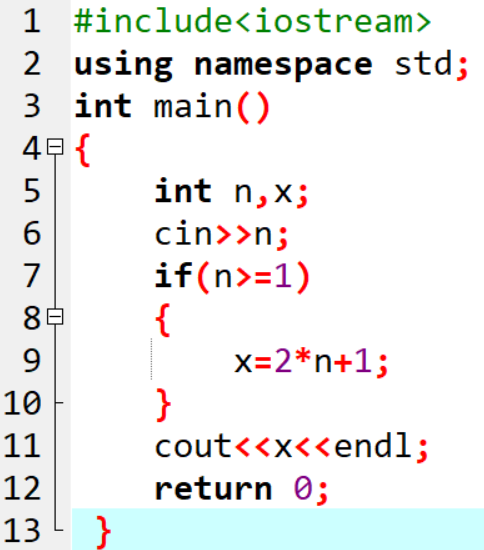 1 #include<iostream>
2 using namespace std;
3 int main()
4 {
5     int n,x;
6     cin>>n;
7     if(n>=1)
8     {
9         x=2*n+1;
10     }
11     cout<<x<<endl;
12     return 0;
13 }